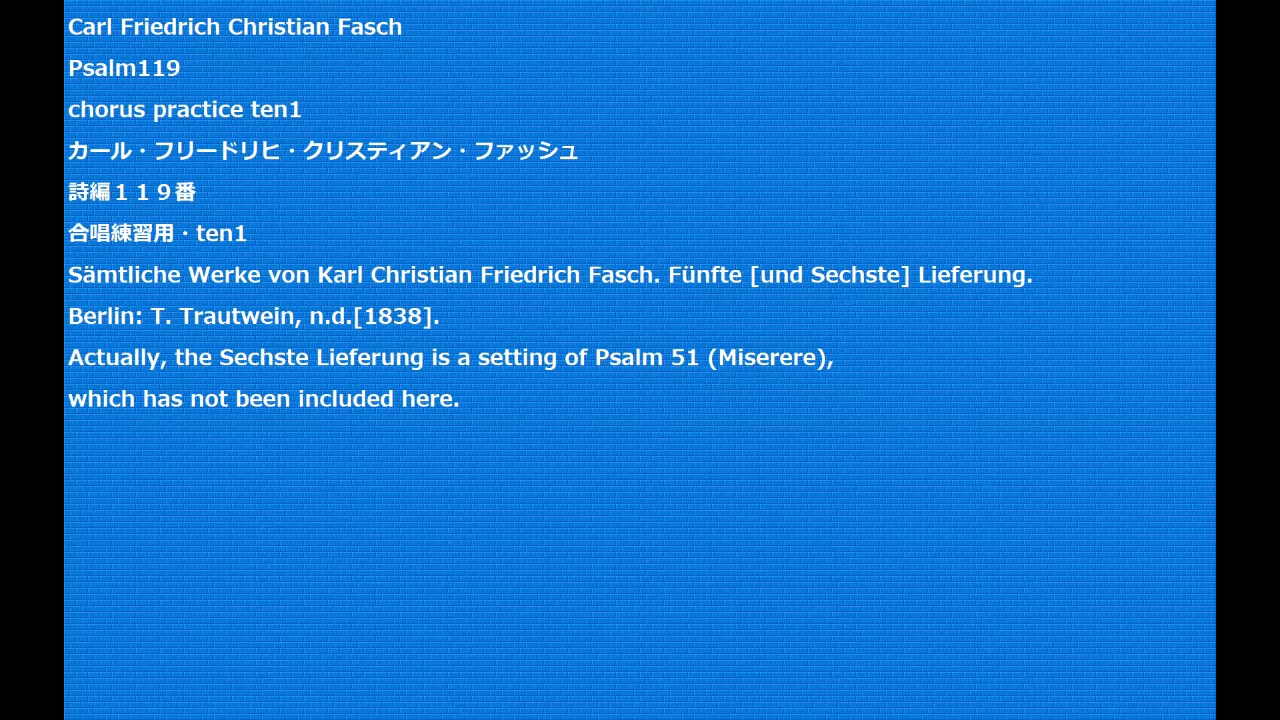 Carl Friedrich Christian Fasch
Psalm119
chorus practice ten1
カール・フリードリヒ・クリスティアン・ファッシュ
詩編１１９番
合唱練習用・ten1
Sämtliche Werke von Karl Christian Friedrich Fasch. Fünfte [und Sechste] Lieferung.
Berlin: T. Trautwein, n.d.[1838].
Actually, the Sechste Lieferung is a setting of Psalm 51 (Miserere),
which has not been included here.